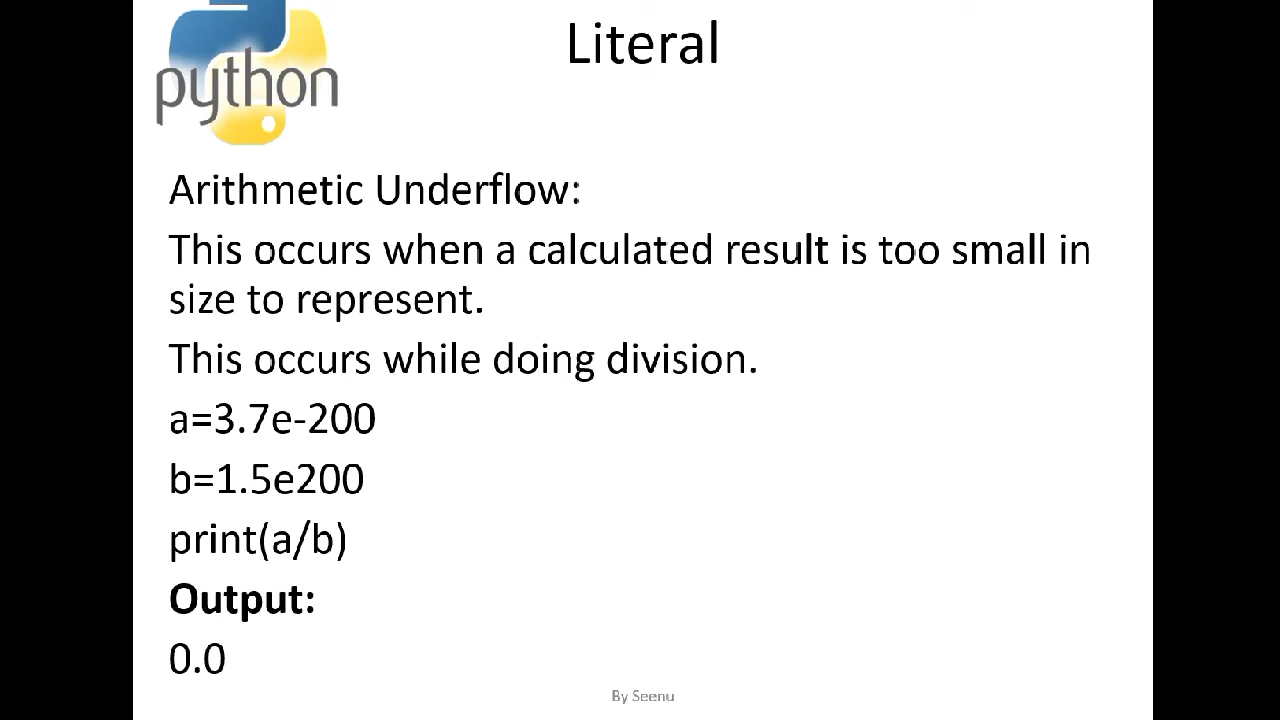 Literal
python
Arithmetic Underflow:
This occurs when a calculated result is too small in
size to represent.
This occurs while doing division.
a=3.7e-200
b=1.5e200
print(a/b)
Output:
0.0
By Seenu